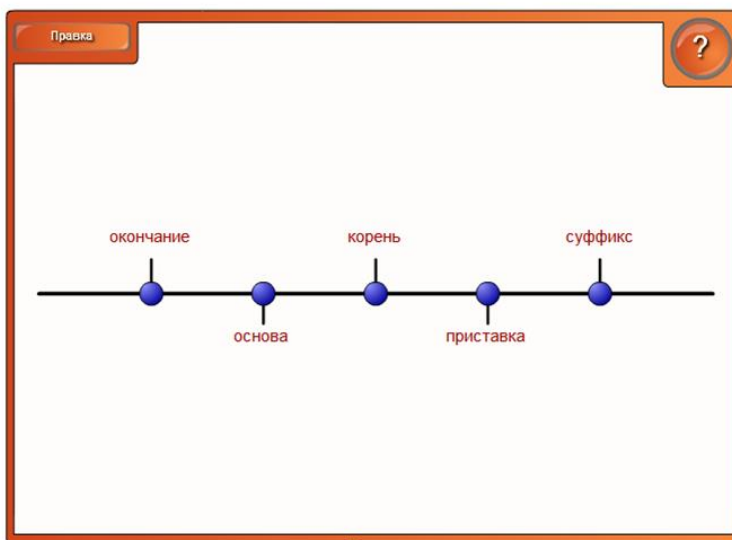 Правка
?
окончание
корень
суффикс
основа
приставка